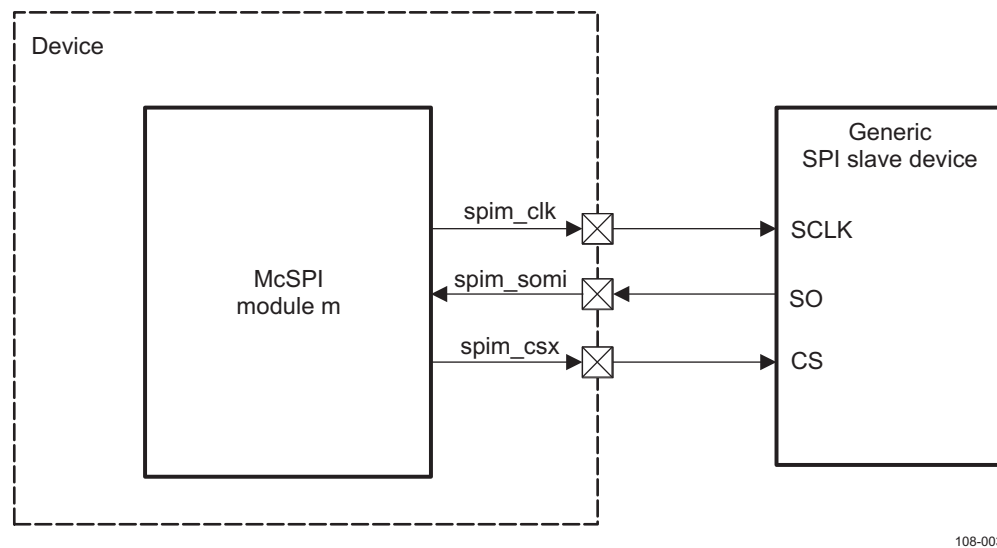 Device
Generic
SPI slave device
spim_clk
SCLK
McSPI
module m
spim_somi
SO
spim_csx
CS